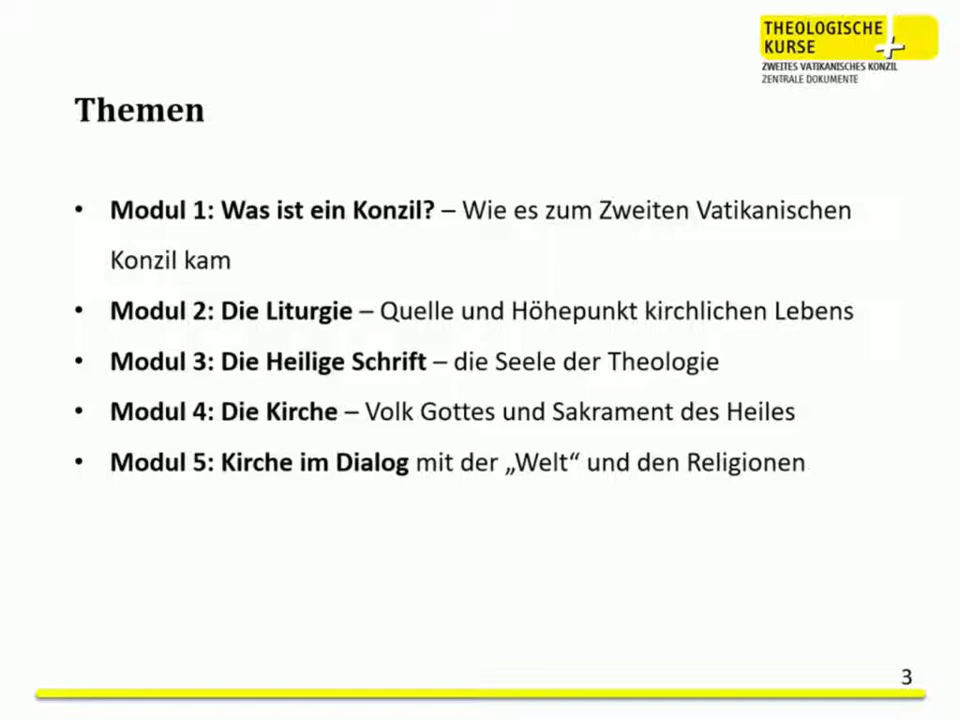 THEOLOGISCHE
KURSE
ZWEITES VATIKANISCHES KONZIL
ZENTRALE DOKUMENTE
Themen
• Modul 1: Was ist ein Konzil? – Wie es zum Zweiten Vatikanischen
Konzil kam
• Modul 2: Die Liturgie – Quelle und Höhepunkt kirchlichen Lebens
• Modul 3: Die Heilige Schrift – die Seele der Theologie
• Modul 4: Die Kirche – Volk Gottes und Sakrament des Heiles
• Modul 5: Kirche im Dialog mit der „Welt“ und den Religionen
3